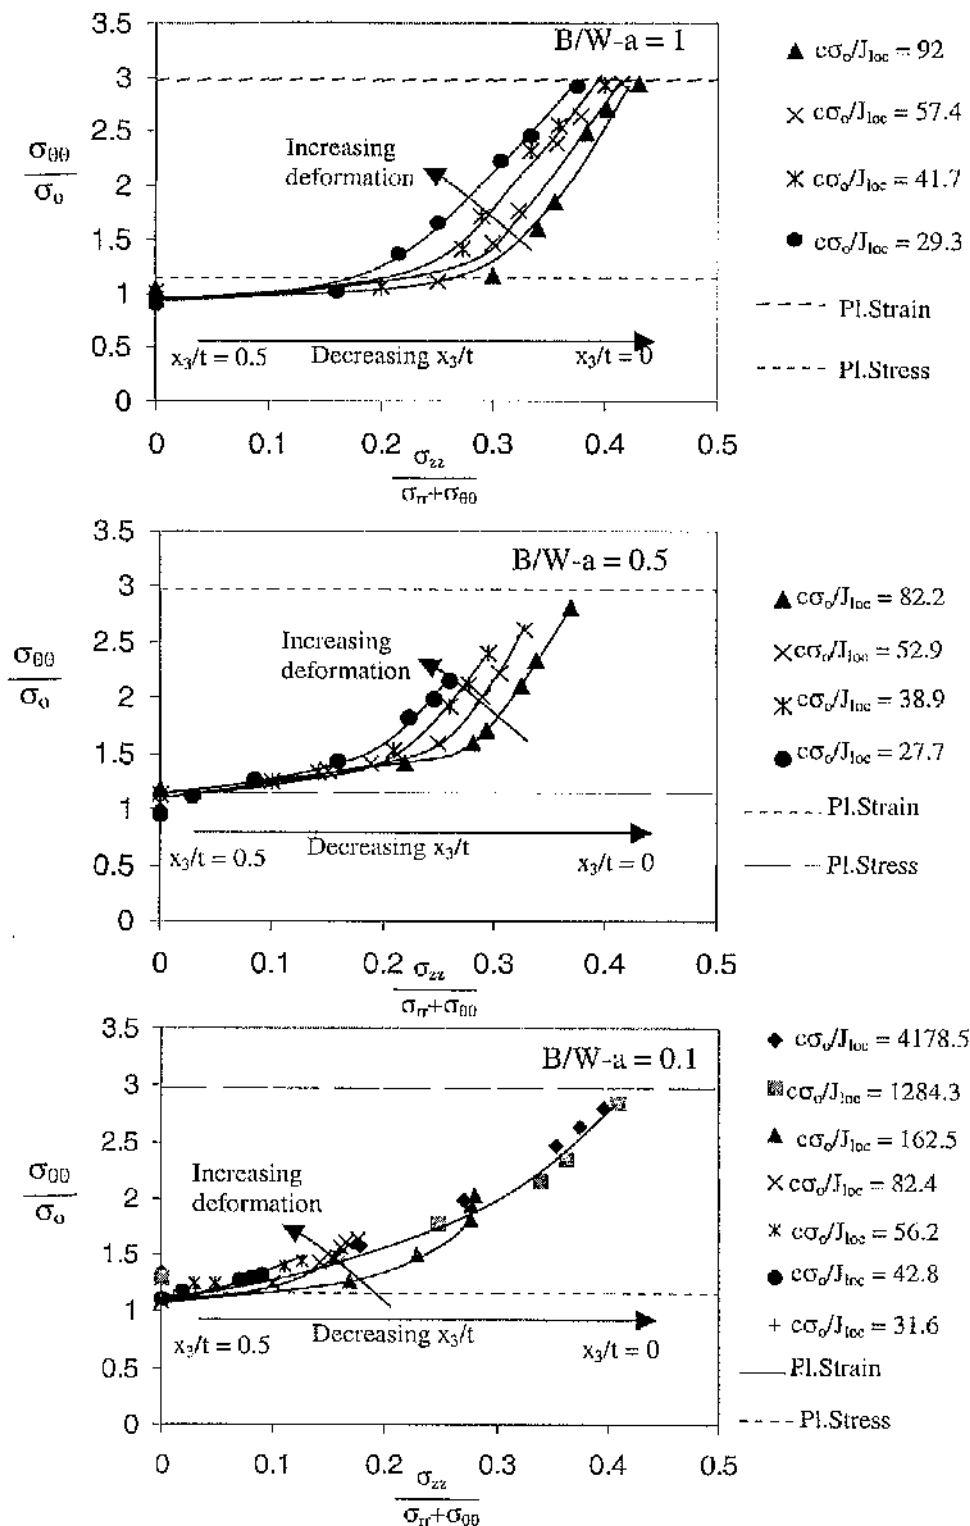 3.5
B/W-a = 1
3
2.5
Increasing
deformation
2
σθθ
σo
1.5
1
x3/t = 0.5
Decreasing x3/t
x3/t = 0
0.5
0
0 0.1 0.2 0.3 0.4 0.5
σzz
σrr+σθθ
cσo/Jloc = 92
cσo/Jloc = 57.4
cσo/Jloc = 41.7
cσo/Jloc = 29.3
Pl.Strain
Pl.Stress
3.5
B/W-a = 0.5
3
2.5
Increasing
deformation
σθθ
σo
2
1.5
1
x3/t = 0.5
Decreasing x3/t
x3/t = 0
0.5
0
0 0.1 0.2 0.3 0.4 0.5
σzz
σrr+σθθ
cσo/Jloc = 82.2
cσo/Jloc = 52.9
cσo/Jloc = 38.9
cσo/Jloc = 27.7
Pl.Strain
Pl.Stress
3.5
B/W-a = 0.1
3
2.5
Increasing
deformation
σθθ
σo
2
1.5
1
x3/t = 0.5
Decreasing x3/t
x3/t = 0
0.5
0
0 0.1 0.2 0.3 0.4 0.5
σzz
σrr+σθθ
cσo/Jloc = 4178.5
cσo/Jloc = 1284.3
cσo/Jloc = 162.5
cσo/Jloc = 82.4
cσo/Jloc = 56.2
cσo/Jloc = 42.8
cσo/Jloc = 31.6
Pl.Strain
Pl.Stress